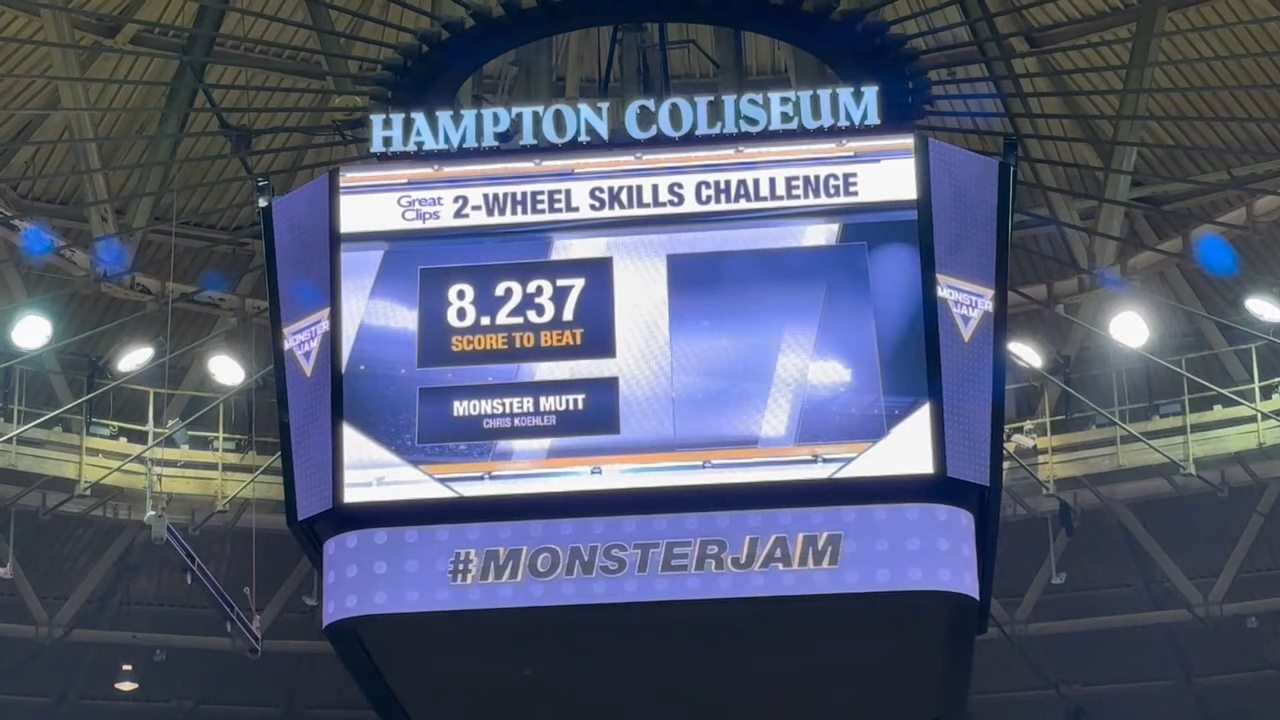 HAMPTON COLISEUM
Great Clips 2-WHEEL SKILLS CHALLENGE
8.237
SCORE TO BEAT
MONSTER MUTT
CHRIS KOEHLER
MONSTER JAM
MONSTER JAM
#MONSTERJAM